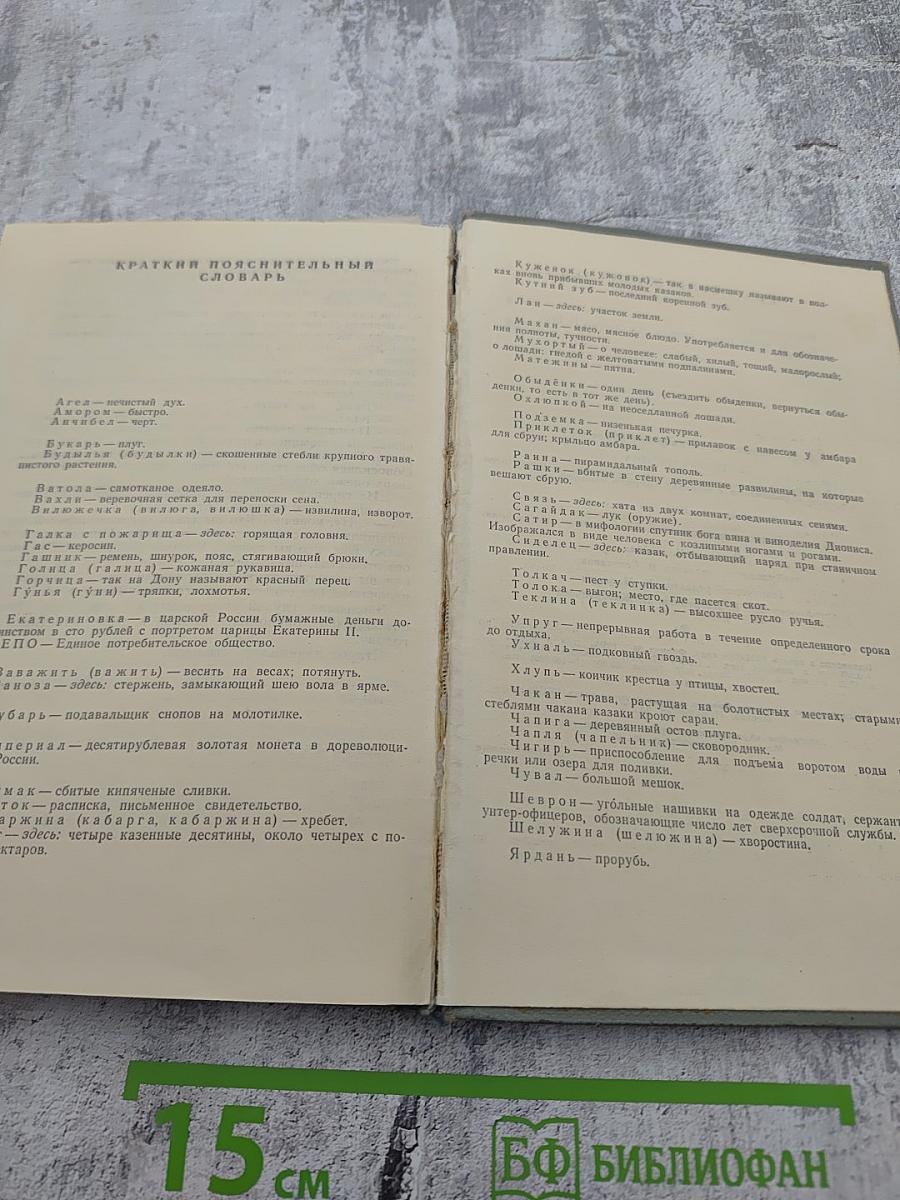 КРАТКИЙ ПОЯСНИТЕЛЬНЫЙ
СЛОВАРЬ
Агел — нечистый дух.
Амором — быстро.
Анчибел — черт.
Букарь — плуг.
Будылья (будылки) — скошенные стебли крупного травя-
нистого растения.
Ватола — самотканое одеяло.
Вахли — веревочная сетка для переноски сена.
Вилюжечка (вилюга, вилюшка) — извилина, изворот.
Галка с пожарища — здесь: горящая головня.
Гас — керосин.
Гашник — ремень, шнурок, пояс, стягивающий брюки.
Голица (галица) — кожаная рукавица.
Горчица — так на Дону называют красный перец.
Гу́нья (гу́ни) — тряпки, лохмотья.
Екатериновка — в царской России бумажные деньги до-
инством в сто рублей с портретом царицы Екатерины II.
ЕПО — Единое потребительское общество.
Заважить (важить) — весить на весах; потянуть.
аноза — здесь: стержень, замыкающий шею вола в ярме.
убарь — подавальщик снопов на молотилке.
мпериал — десятирублевая золотая монета в дореволюци-
России.
мак — сбитые кипяченые сливки.
ток — расписка, письменное свидетельство.
аржина (кабарга, кабаржина) — хребет.
— здесь: четыре казенные десятины, около четырех с по-
ектаров.
Куженок (кужонок) — так в насмешку называют в пол-
ках вновь прибывших молодых казаков.
Кутний зуб — последний коренной зуб.
Лан — здесь: участок земли.
Махан — мясо, мясное блюдо. Употребляется и для обозначе-
ния полноты, тучности.
Мухортый — о человеке: слабый, хилый, тощий, малорослый;
о лошади: гнедой с желтоватыми подпалинами.
Матежины — пятна.
Обыдёнки — один день (съездить обыденки, вернуться обы-
денки, то есть в тот же день).
Охлюпкой — на неоседланной лошади.
Подземка — низенькая печурка.
Приклеток (приклет) — прилавок с навесом у амбара
для сбруи; крыльцо амбара.
Раина — пирамидальный тополь.
Рашки — вбитые в стену деревянные развилины, на которые
вешают сбрую.
Связь — здесь: хата из двух комнат, соединенных сенями.
Сагайдак — лук (оружие).
Сатир — в мифологии спутник бога вина и виноделия Диониса.
Изображался в виде человека с козлиными ногами и рогами.
Сиделец — здесь: казак, отбывающий наряд при станичном
правлении.
Толкач — пест у ступки.
Толока — выгон; место, где пасется скот.
Теклина (теклинка) — высохшее русло ручья.
Упруг — непрерывная работа в течение определенного срока
до отдыха.
Ухналь — подковный гвоздь.
Хлупь — кончик крестца у птицы, хвостец.
Чакан — трава, растущая на болотистых местах; старыми
стеблями чакана казаки кроют сараи.
Чапига — деревянный остов плуга.
Чапля (чапельник) — сковородник.
Чигирь — приспособление для подъема воротом воды
речки или озера для поливки.
Чувал — большой мешок.
Шеврон — уго́льные нашивки на одежде солдат, сержант
унтер-офицеров, обозначающие число лет сверхсрочной службы.
Шелужина (шелюжина) — хворостина.
Ярдань — прорубь.
15 см
БФ БИБЛИОФАН